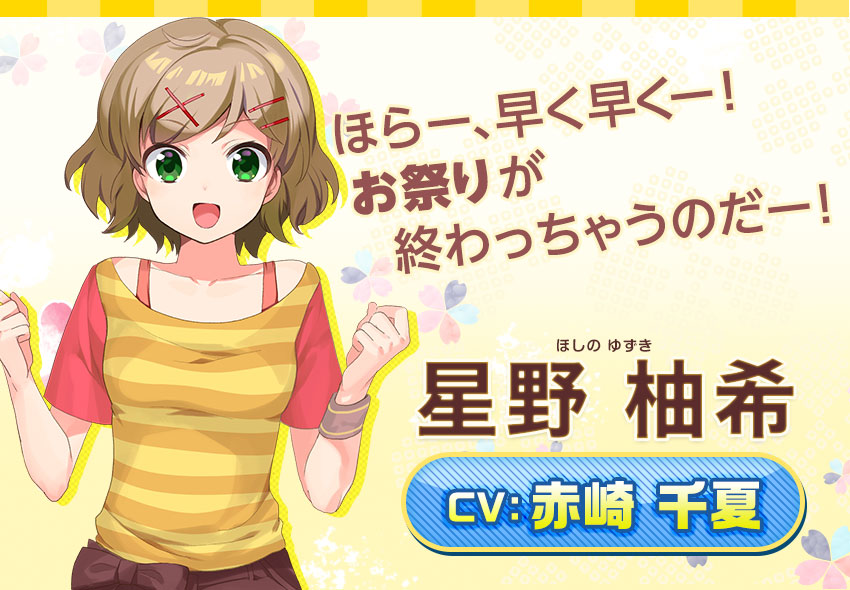 ほらー、早く早くー!
お祭りが
終わっちゃうのだー!
ほしの ゆずき
星野 柚希
CV:赤崎 千夏